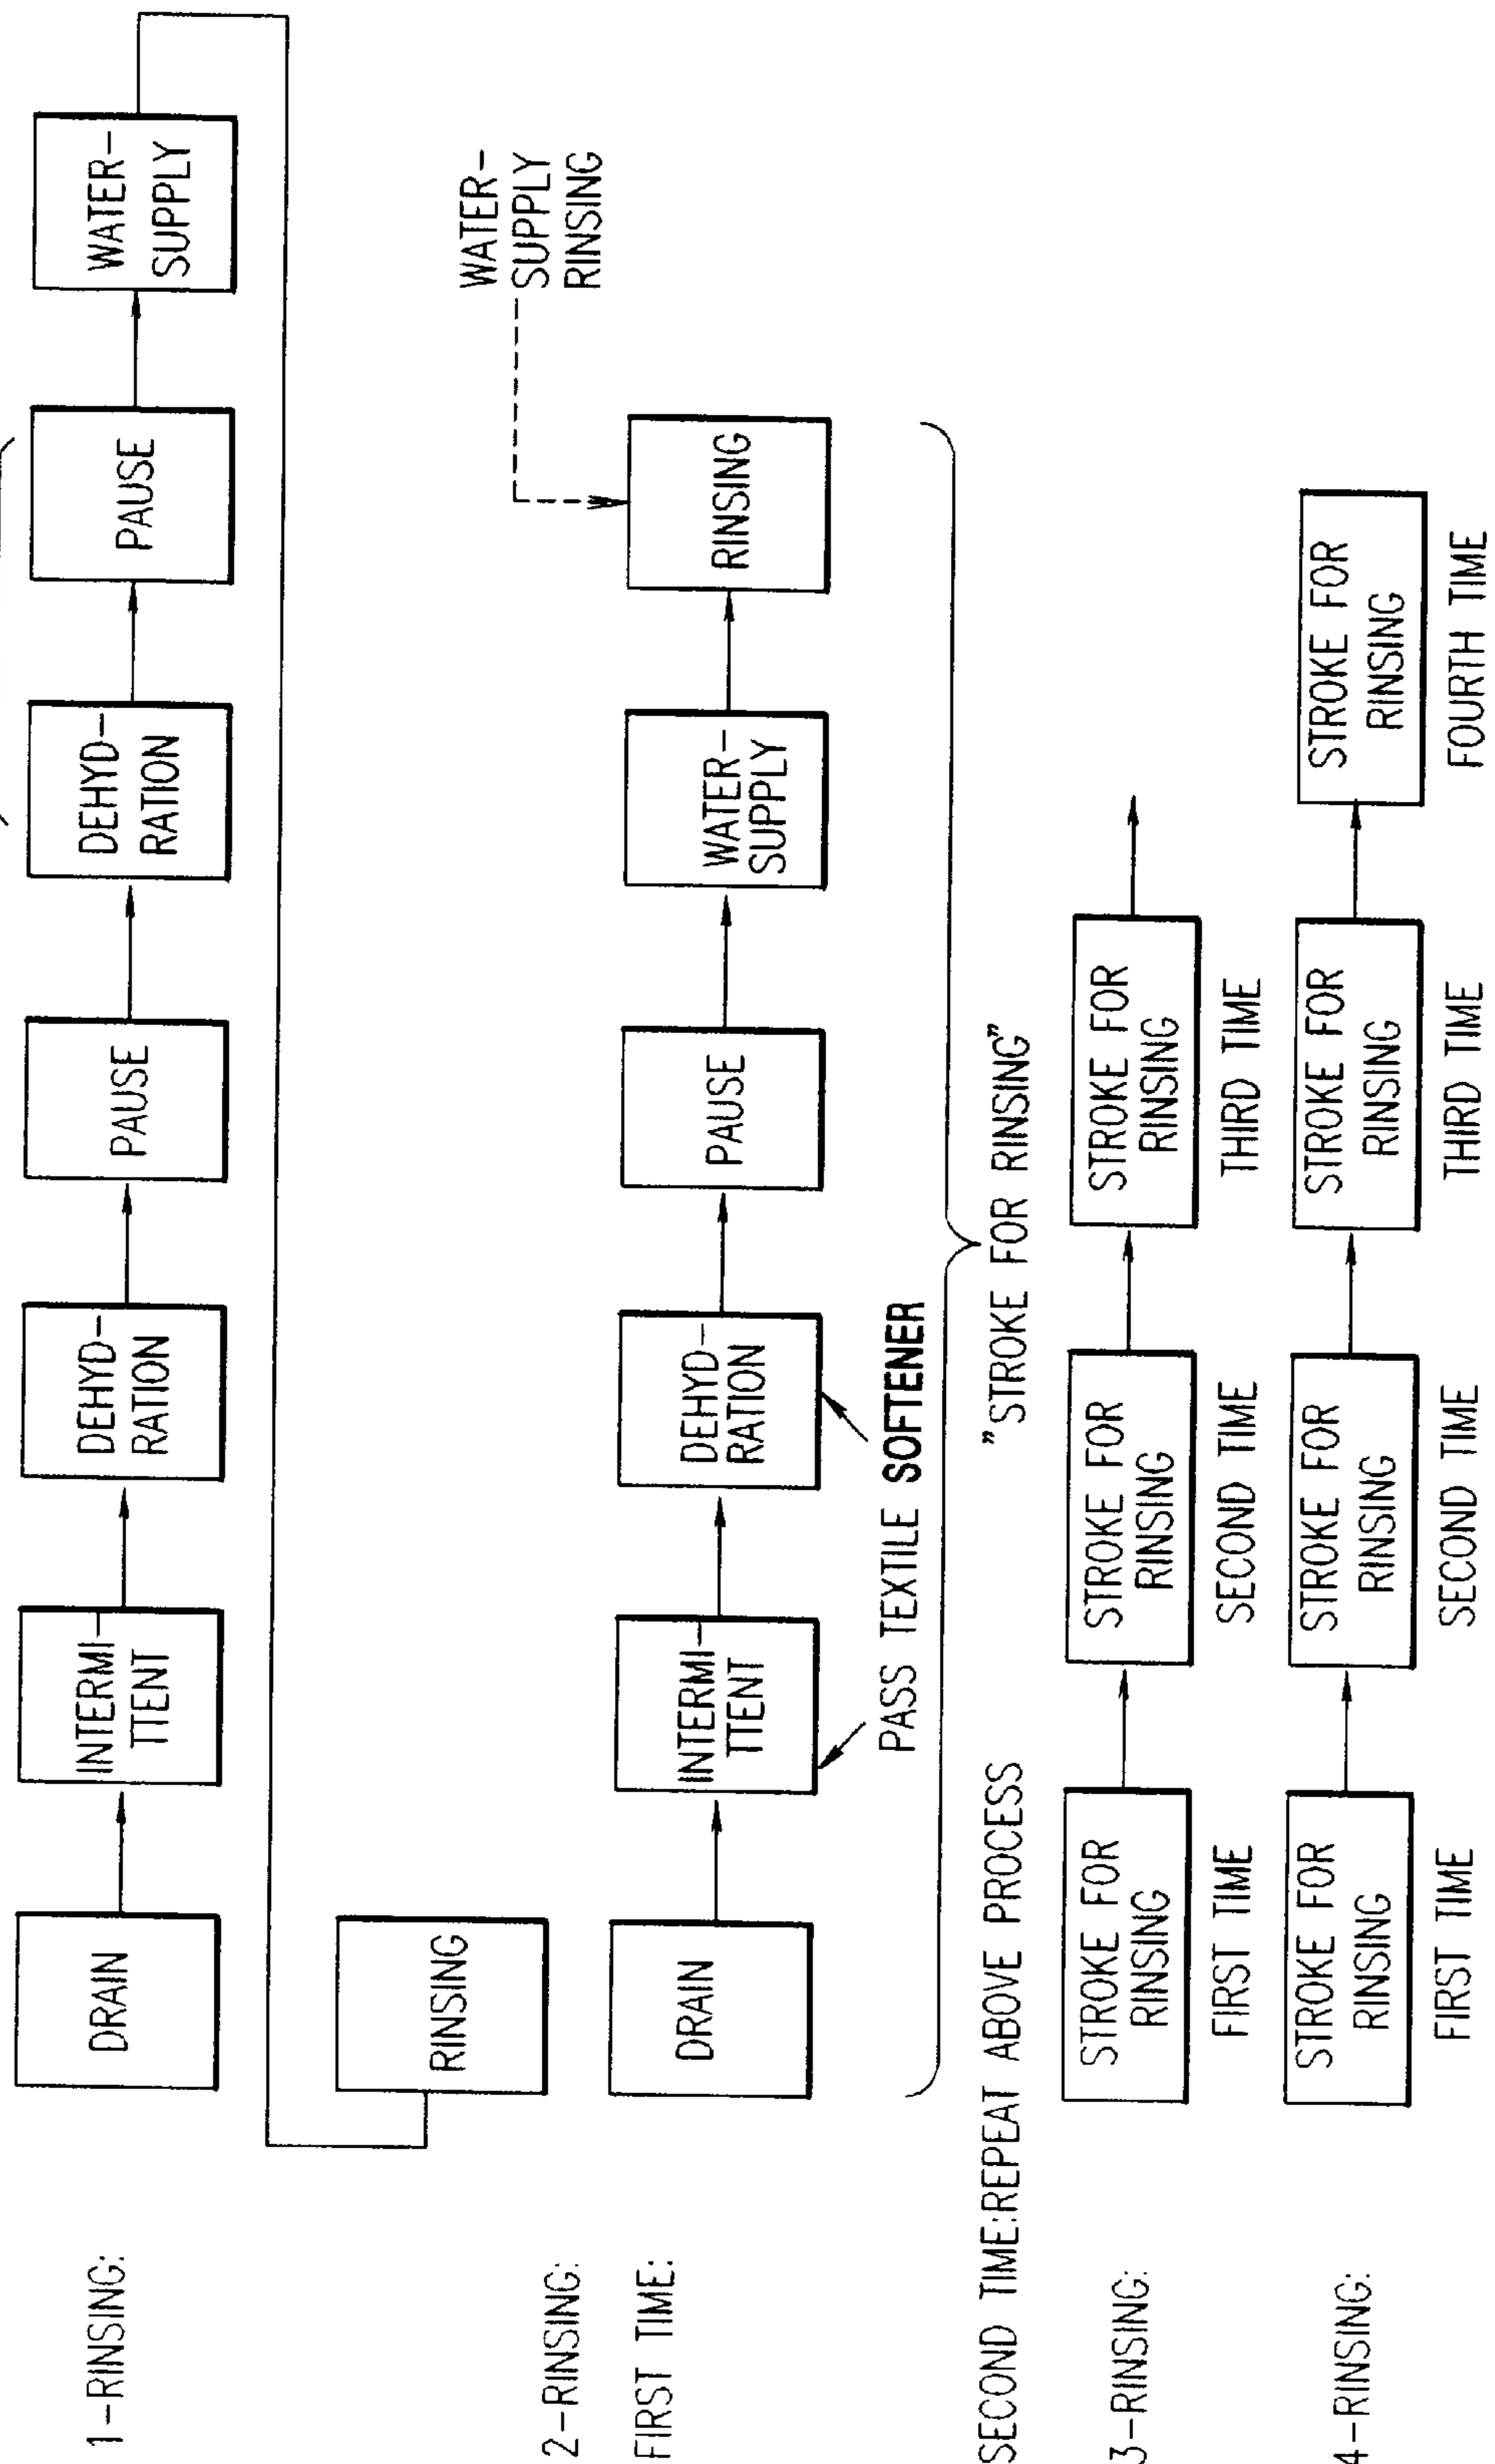 1-RINSING:
DRAIN
INTERMI-
TTENT
DEHYD-
RATION
PAUSE
DEHYD-
RATION
PAUSE
WATER-
SUPPLY
RINSING
2-RINSING:
FIRST TIME:
DRAIN
INTERMI-
TTENT
DEHYD-
RATION
PAUSE
WATER-
SUPPLY
RINSING
WATER-
SUPPLY
RINSING
PASS TEXTILE SOFTENER
"STROKE FOR RINSING"
SECOND TIME:REPEAT ABOVE PROCESS
3-RINSING:
STROKE FOR
RINSING
STROKE FOR
RINSING
STROKE FOR
RINSING
FIRST TIME
SECOND TIME
THIRD TIME
4-RINSING:
STROKE FOR
RINSING
STROKE FOR
RINSING
STROKE FOR
RINSING
STROKE FOR
RINSING
FIRST TIME
SECOND TIME
THIRD TIME
FOURTH TIME